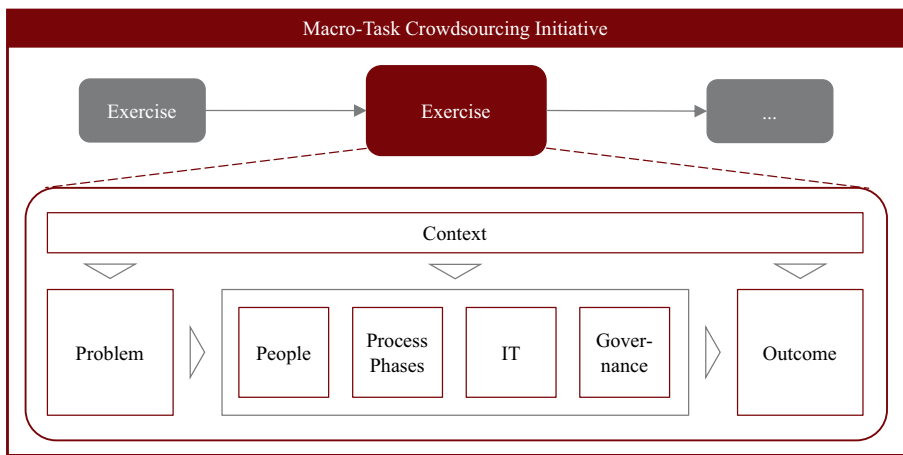 Macro-Task Crowdsourcing Initiative
Exercise
Exercise
...
Context
Problem
People
Process
Phases
IT
Gover-
nance
Outcome